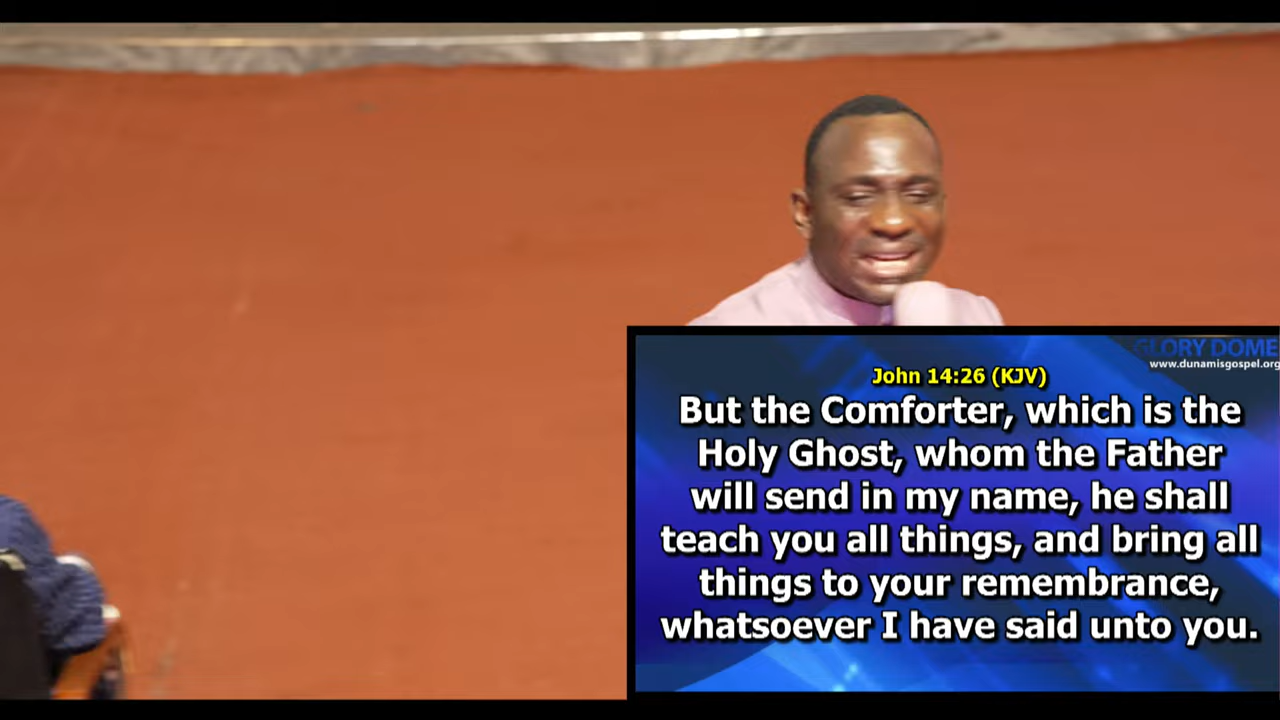 GLORY DOME
www.dunamisgospel.org
John 14:26 (KJV)
But the Comforter, which is the
Holy Ghost, whom the Father
will send in my name, he shall
teach you all things, and bring all
things to your remembrance,
whatsoever I have said unto you.